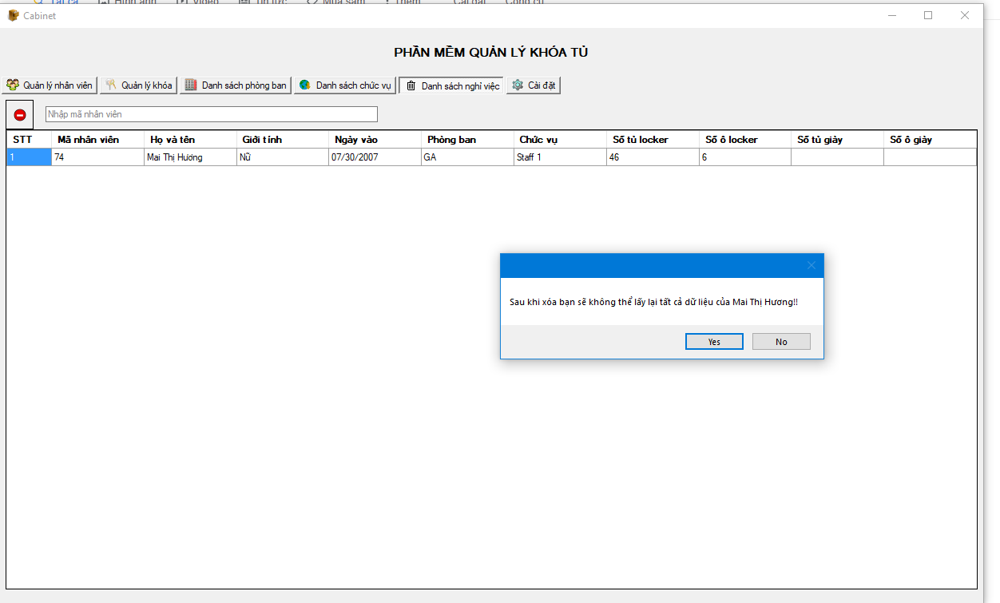 Cabinet
PHẦN MỀM QUẢN LÝ KHÓA TỦ
Quản lý nhân viên Quản lý khóa Danh sách phòng ban Danh sách chức vụ Danh sách nghỉ việc Cài đặt
Nhập mã nhân viên
STT Mã nhân viên Họ và tên Giới tính Ngày vào Phòng ban Chức vụ Số tủ locker Số ô locker Số tủ giày Số ô giày
1 74 Mai Thị Hương Nữ 07/30/2007 GA Staff 1 46 6
Sau khi xóa bạn sẽ không thể lấy lại tất cả dữ liệu của Mai Thị Hương!!
Yes No